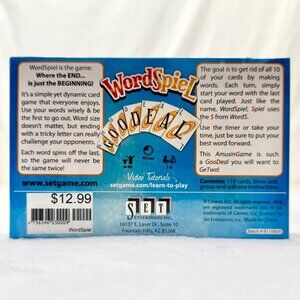 WordSpiel is the game:
Where the END...
is just the BEGINNING!
It's a simple yet dynamic card
game that everyone enjoys.
Use your words wisely & be
the first to go out. Word size
doesn't matter, but ending
with a tricky letter can really
challenge your opponents.
Each word spins off the last,
so the game will never be
the same twice!
www.setgame.com
$12.99
WordSpiel
WORDSPIEL
GOODEAL
Video Tutorials
setgame.com/learn-to-play
SET
ENTERPRISES INC.
16537 E. Laser Dr., Suite 10
Fountain Hills, AZ 85268
The goal is to get rid of all 10
of your cards by making
words. Each turn, simply
start your word with the last
card played. Just like the
name, WordSpiel, Spiel uses
the S from WordS.
Use the timer or take your
time, just be sure to put your
best word forward.
This AmusinGame is such
a GooDeal you will want to
GeTwo!
Contents: 110 cards, timer and
group and solitaire instructions.